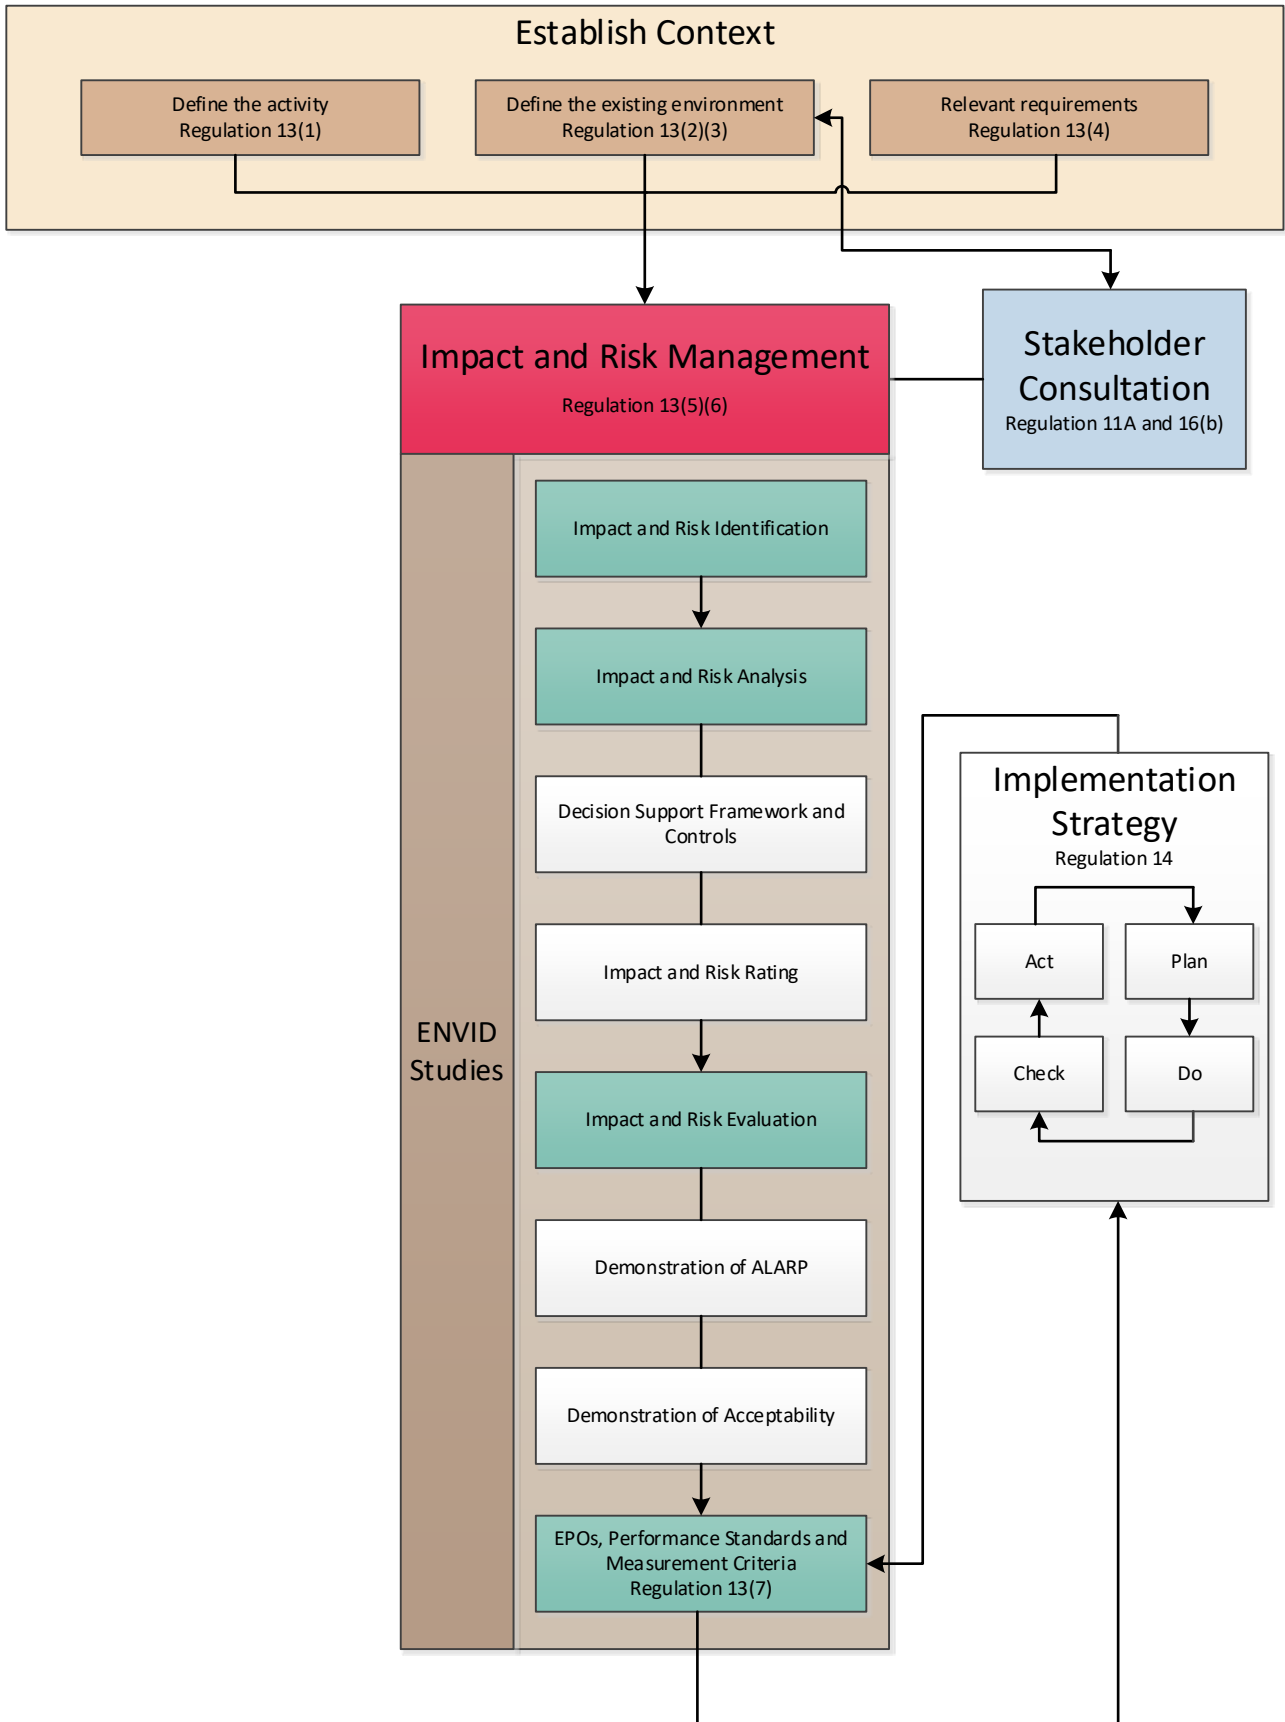 Establish Context
Define the activity
Regulation 13(1)
Define the existing environment
Regulation 13(2)(3)
Relevant requirements
Regulation 13(4)
Impact and Risk Management
Regulation 13(5)(6)
Stakeholder
Consultation
Regulation 11A and 16(b)
ENVID
Studies
Impact and Risk Identification
Impact and Risk Analysis
Decision Support Framework and
Controls
Impact and Risk Rating
Impact and Risk Evaluation
Demonstration of ALARP
Demonstration of Acceptability
EPOs, Performance Standards and
Measurement Criteria
Regulation 13(7)
Implementation
Strategy
Regulation 14
Act
Plan
Check
Do